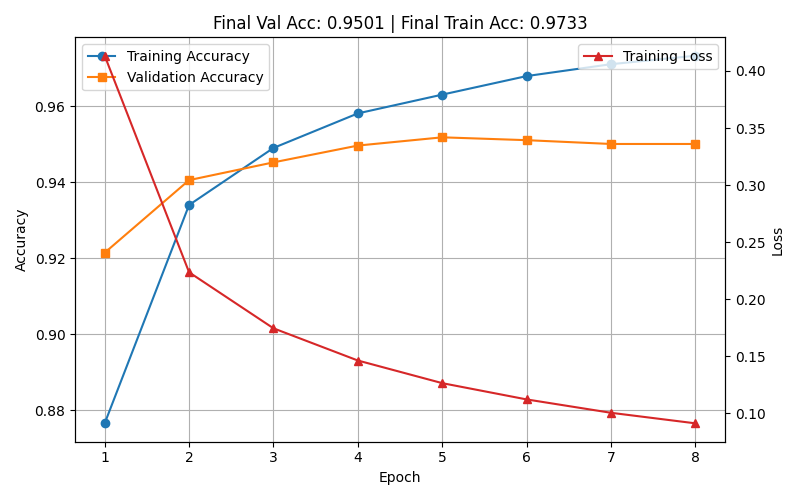 Final Val Acc: 0.9501 | Final Train Acc: 0.9733
Training Accuracy
Validation Accuracy
Training Loss
0.96
0.94
0.92
0.90
0.88
Accuracy
0.40
0.35
0.30
0.25
0.20
0.15
0.10
Loss
1 2 3 4 5 6 7 8
Epoch